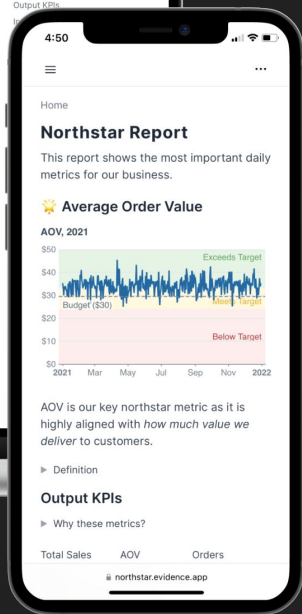 Output KPIs
4:50
Home
Northstar Report
This report shows the most important daily
metrics for our business.
Average Order Value
AOV, 2021
$50
Exceeds Target
$40
$30
Budget ($30)
Meets Target
$20
Below Target
$10
$0
2021 Mar May Jul Sep Nov 2022
AOV is our key northstar metric as it is
highly aligned with how much value we
deliver to customers.
Definition
Output KPIs
Why these metrics?
Total Sales AOV Orders
northstar.evidence.app